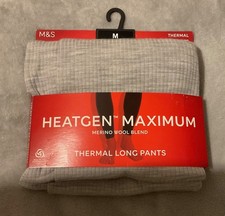 M&S
M
THERMAL
HEATGEN™ MAXIMUM
MERINO WOOL BLEND
THERMAL LONG PANTS